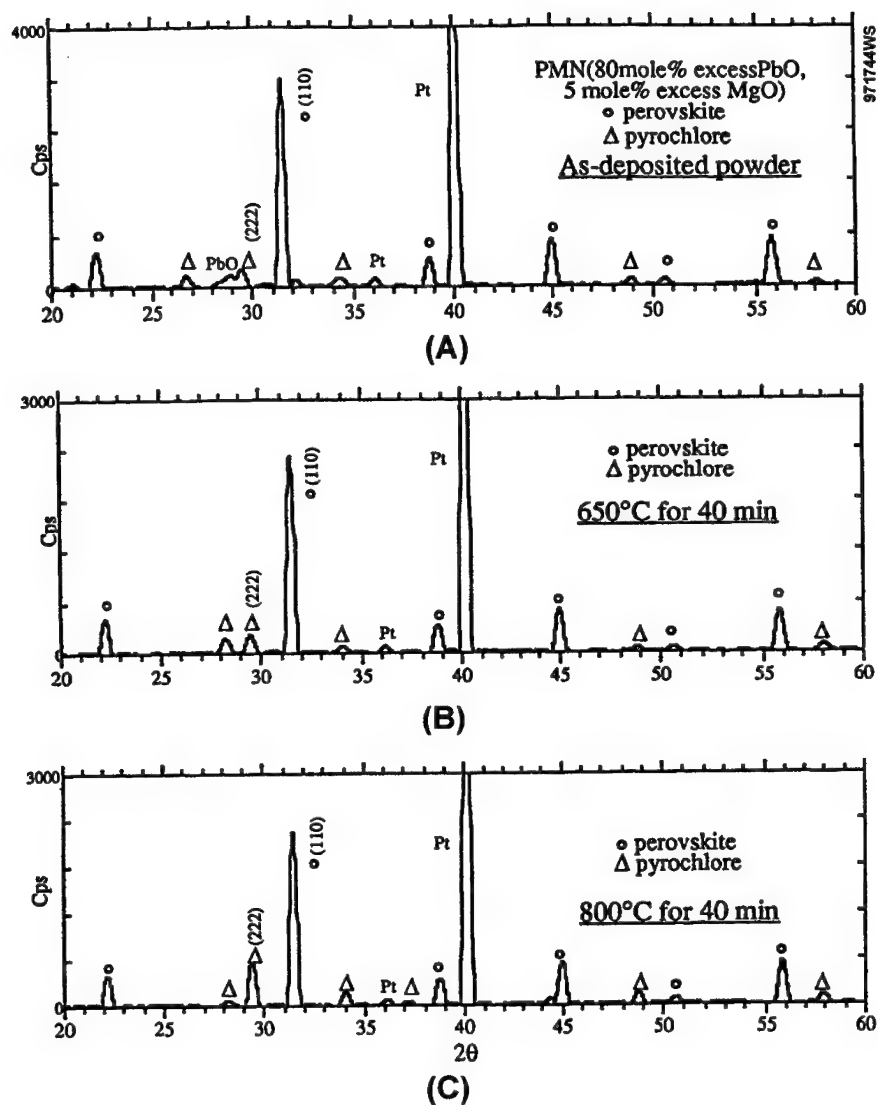 4000
Cps
o (110)
Pt
PMN(80mole% excessPbO,
5 mole% excess MgO)
o perovskite
Δ pyrochlore
As-deposited powder
971744WS
o
Δ
PbO
Δ (222)
Δ
Pt
o
o
Δ
o
o
Δ
20 25 30 35 40 45 50 55 60
(A)
3000
Cps
o (110)
Pt
o perovskite
Δ pyrochlore
650°C for 40 min
o
Δ
Δ (222)
Δ
Pt
o
o
Δ
o
o
Δ
20 25 30 35 40 45 50 55 60
(B)
3000
Cps
o (110)
Pt
o perovskite
Δ pyrochlore
800°C for 40 min
o
Δ
Δ (222)
Δ
Pt
Δ
o
o
Δ
o
o
Δ
20 25 30 35 40 45 50 55 60
2θ
(C)